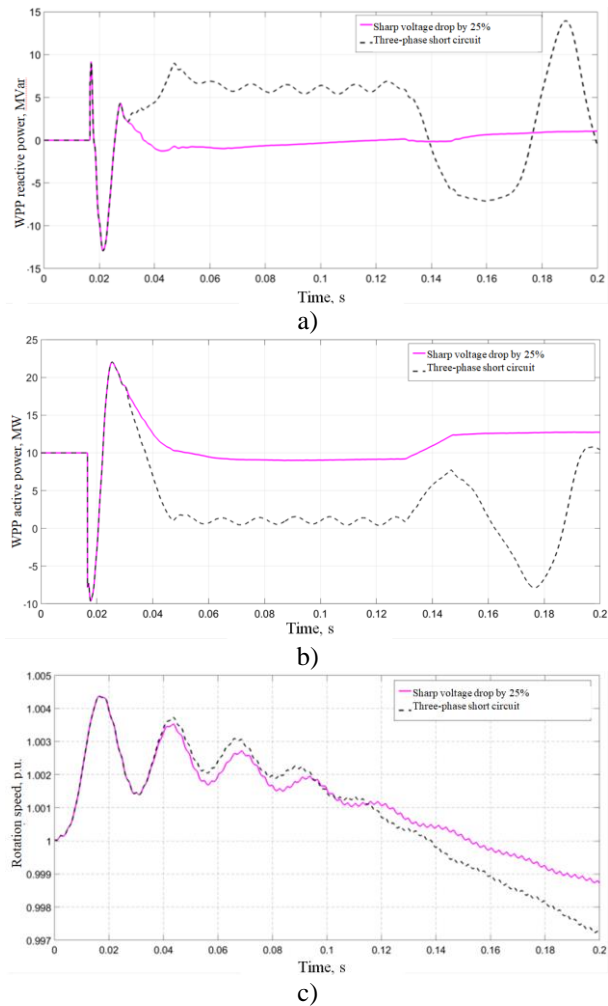 15
10
5
0
-5
-10
-15
WPP reactive power, MVar
Sharp voltage drop by 25%
Three-phase short circuit
0 0.02 0.04 0.06 0.08 0.1 0.12 0.14 0.16 0.18 0.2
Time, s
a)
25
20
15
10
5
0
-5
-10
WPP active power, MW
Sharp voltage drop by 25%
Three-phase short circuit
0 0.02 0.04 0.06 0.08 0.1 0.12 0.14 0.16 0.18 0.2
Time, s
b)
1.005
1.004
1.003
1.002
1.001
1
0.999
0.998
0.997
Rotation speed, p.u.
Sharp voltage drop by 25%
Three-phase short circuit
0 0.02 0.04 0.06 0.08 0.1 0.12 0.14 0.16 0.18 0.2
Time, s
c)